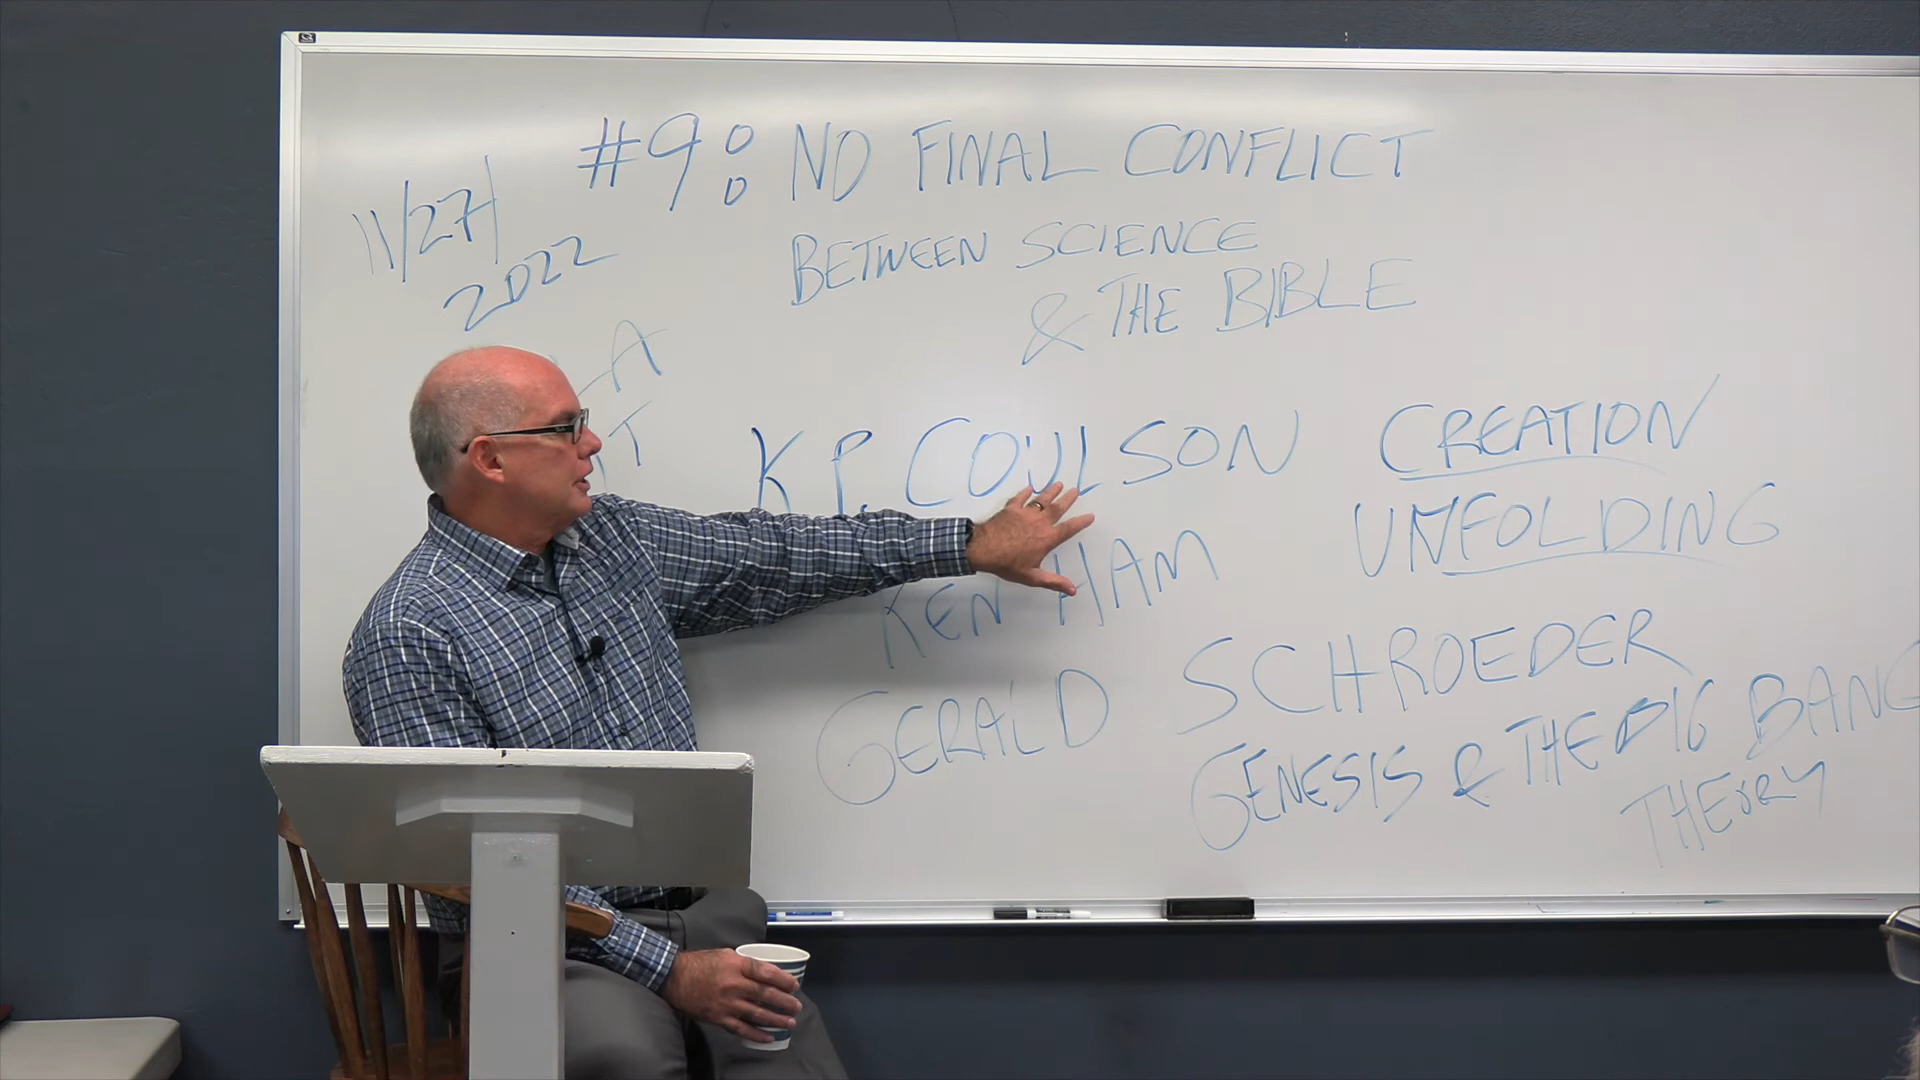 #9: NO FINAL CONFLICT
BETWEEN SCIENCE
& THE BIBLE
11/27/
2022
A
T
K P. COULSON
CREATION
UNFOLDING
KEN HAM
GERALD SCHROEDER
GENESIS & THE BIG BANG
THEORY